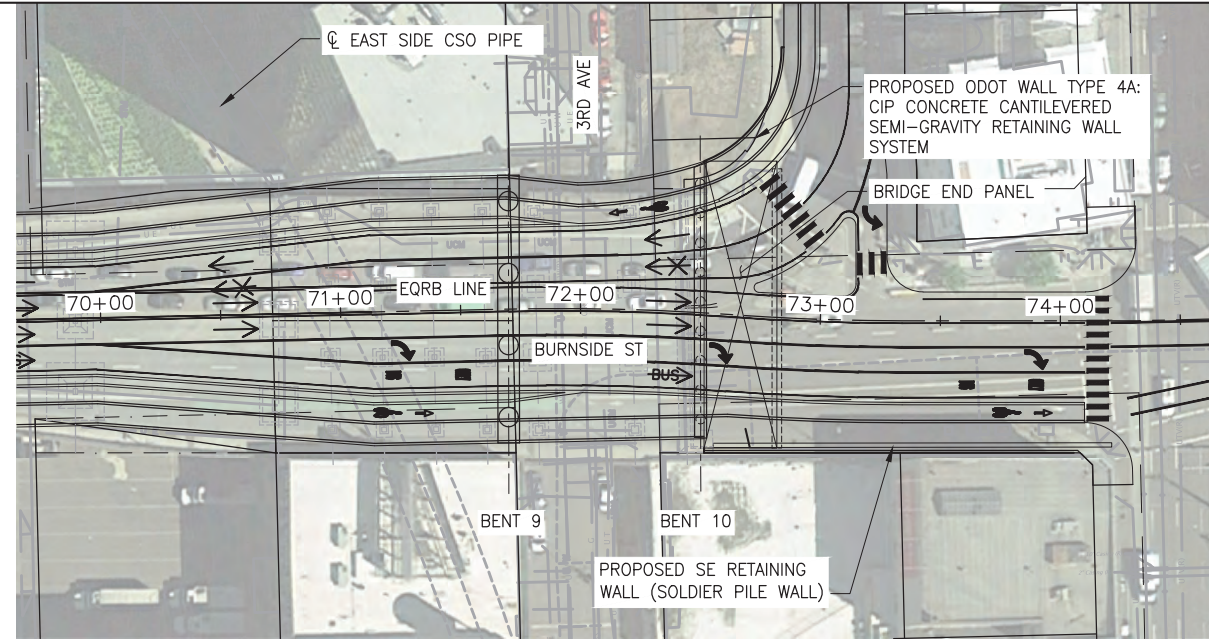 ℄ EAST SIDE CSO PIPE
3RD AVE
PROPOSED ODOT WALL TYPE 4A:
CIP CONCRETE CANTILEVERED
SEMI-GRAVITY RETAINING WALL
SYSTEM
BRIDGE END PANEL
70+00
71+00
EQRB LINE
72+00
73+00
74+00
BURNSIDE ST
BUS
BENT 9
BENT 10
PROPOSED SE RETAINING
WALL (SOLDIER PILE WALL)